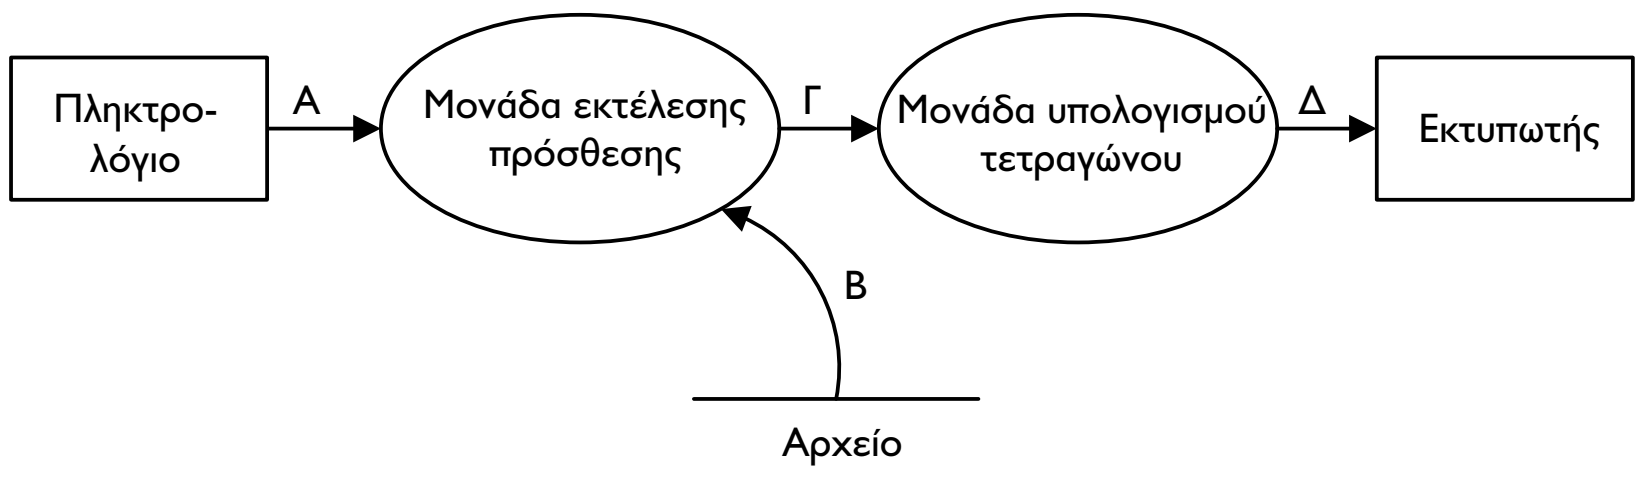 Πληκτρο-
λόγιο
Α
Μονάδα εκτέλεσης
πρόσθεσης
Γ
Μονάδα υπολογισμού
τετραγώνου
Δ
Εκτυπωτής
Β
Αρχείο